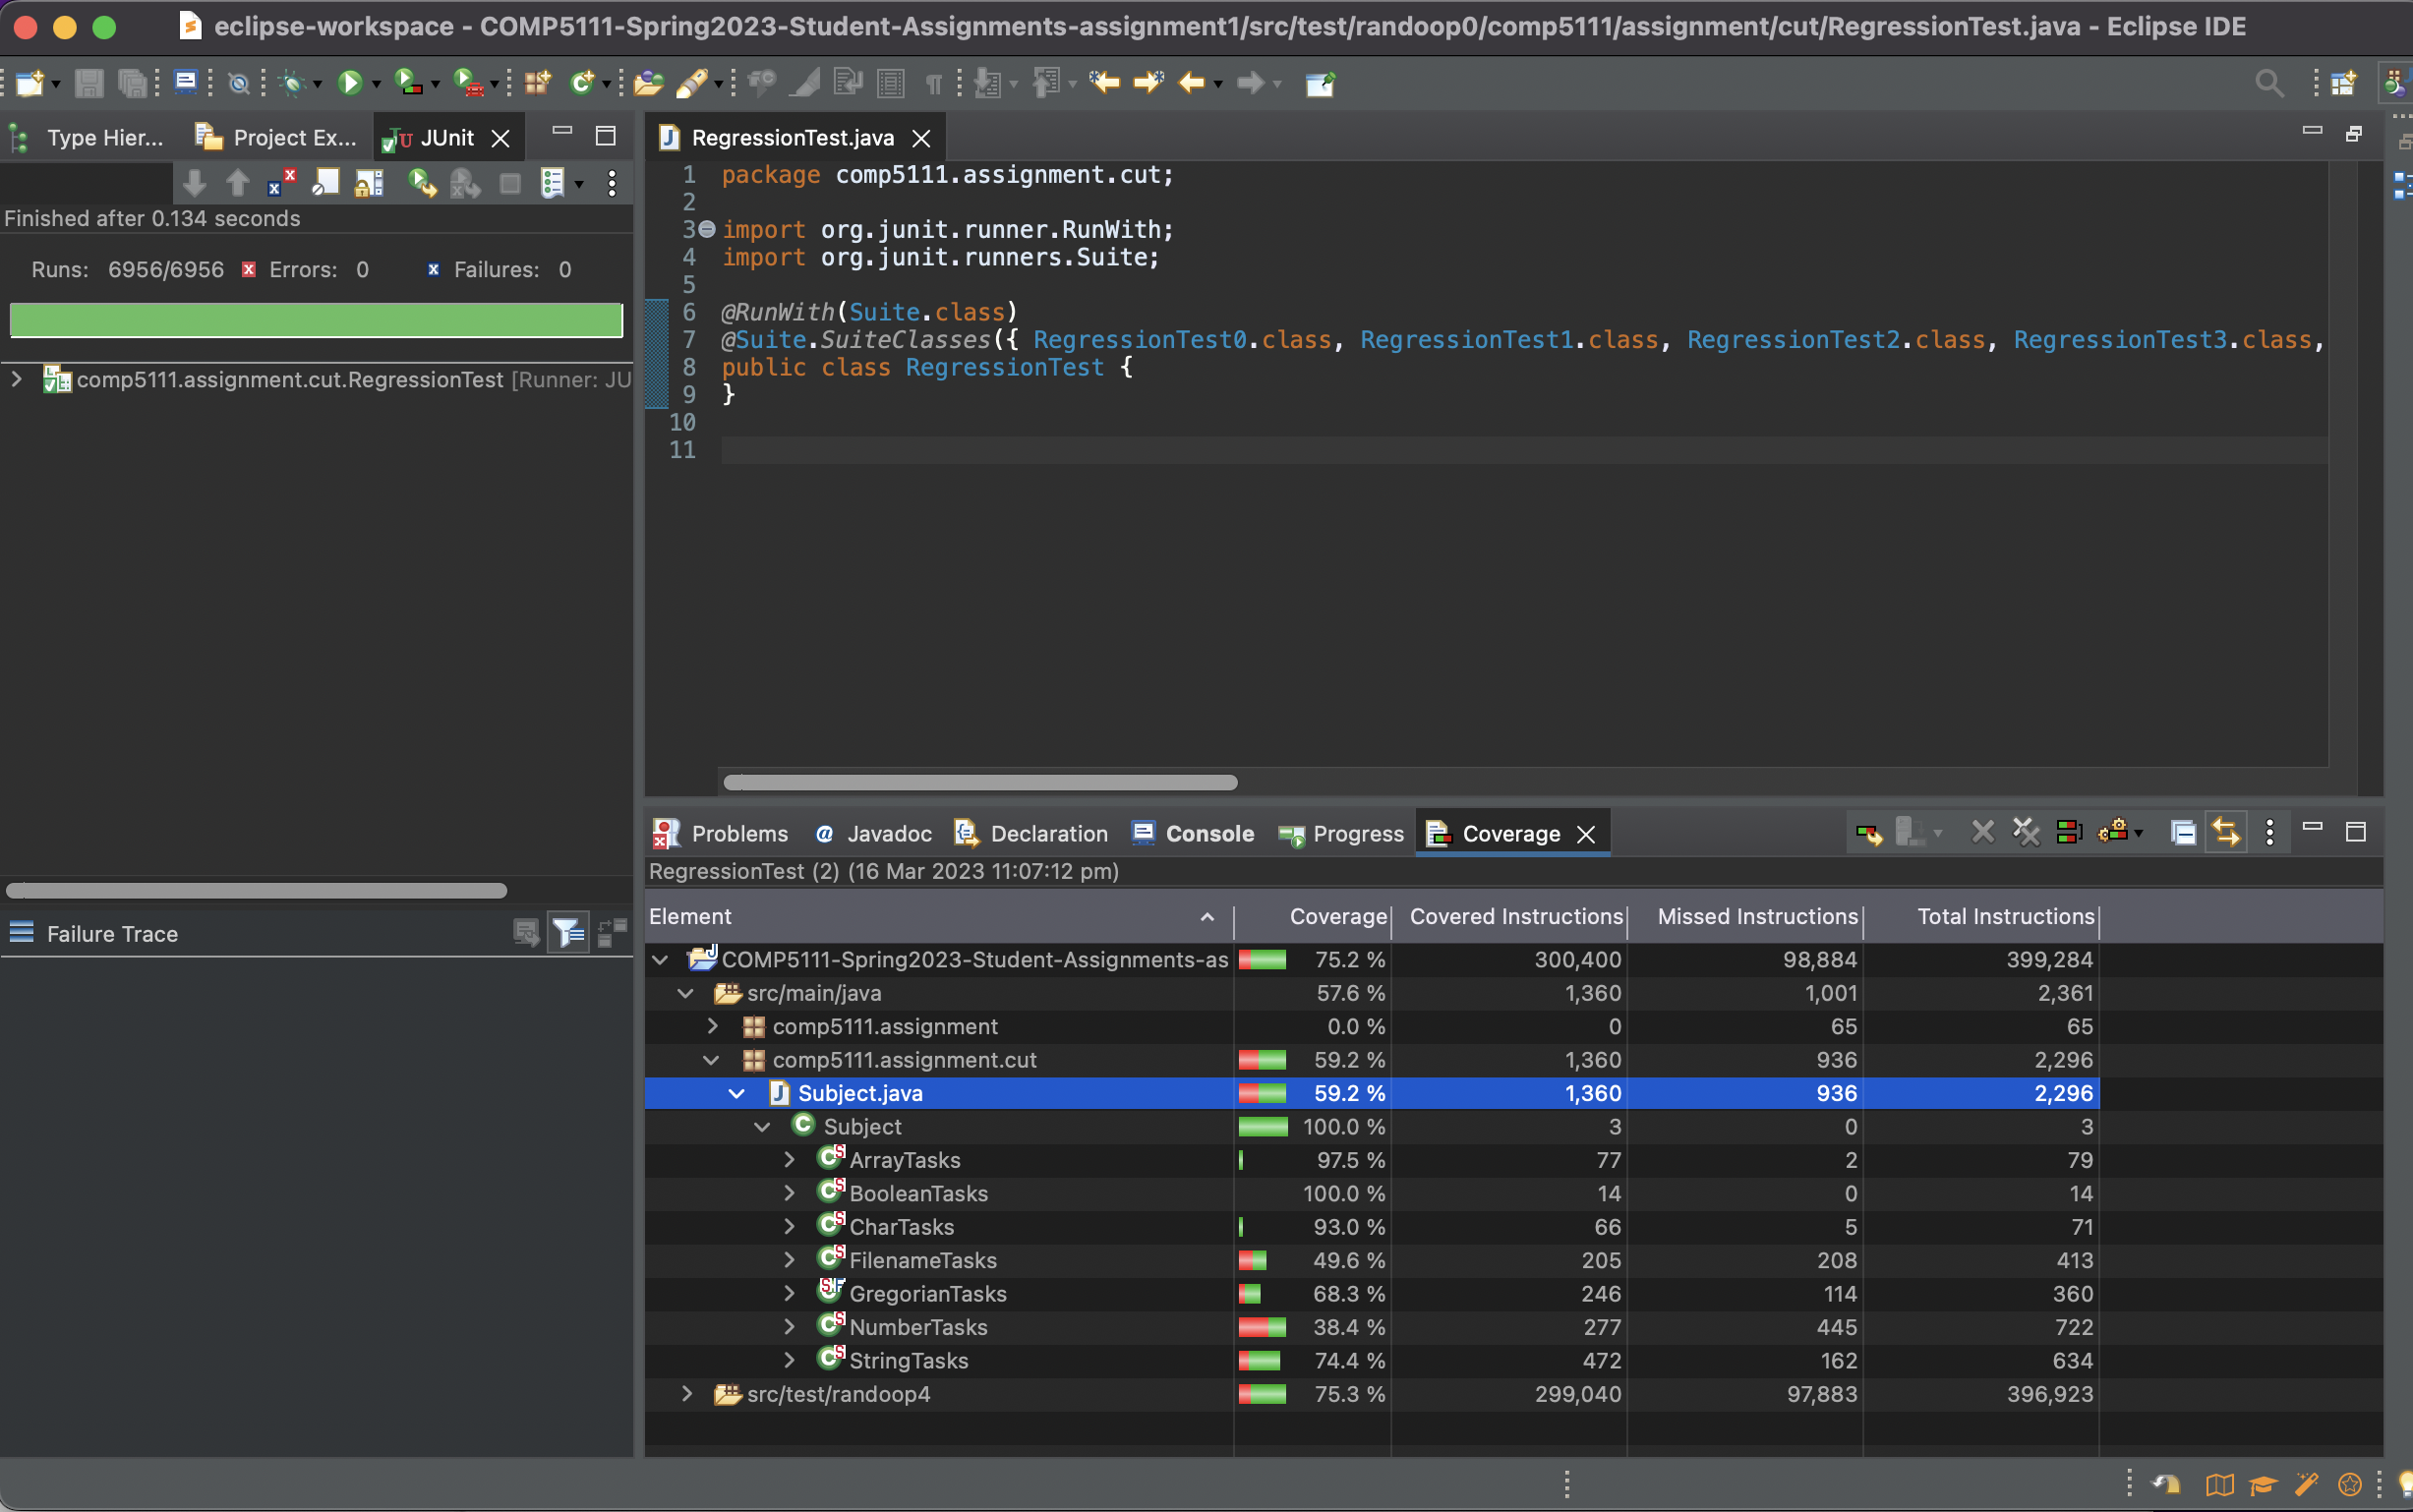 eclipse-workspace - COMP5111-Spring2023-Student-Assignments-assignment1/src/test/randoop0/comp5111/assignment/cut/RegressionTest.java - Eclipse IDE
Type Hier... Project Ex... JUnit
Finished after 0.134 seconds
Runs: 6956/6956 Errors: 0 Failures: 0
comp5111.assignment.cut.RegressionTest [Runner: JU
Failure Trace
RegressionTest.java
1 package comp5111.assignment.cut;
2
3 import org.junit.runner.RunWith;
4 import org.junit.runners.Suite;
5
6 @RunWith(Suite.class)
7 @Suite.SuiteClasses({ RegressionTest0.class, RegressionTest1.class, RegressionTest2.class, RegressionTest3.class,
8 public class RegressionTest {
9 }
10
11
Problems Javadoc Declaration Console Progress Coverage
RegressionTest (2) (16 Mar 2023 11:07:12 pm)
Element Coverage Covered Instructions Missed Instructions Total Instructions
COMP5111-Spring2023-Student-Assignments-as 75.2 % 300,400 98,884 399,284
src/main/java 57.6 % 1,360 1,001 2,361
comp5111.assignment 0.0 % 0 65 65
comp5111.assignment.cut 59.2 % 1,360 936 2,296
Subject.java 59.2 % 1,360 936 2,296
Subject 100.0 % 3 0 3
ArrayTasks 97.5 % 77 2 79
BooleanTasks 100.0 % 14 0 14
CharTasks 93.0 % 66 5 71
FilenameTasks 49.6 % 205 208 413
GregorianTasks 68.3 % 246 114 360
NumberTasks 38.4 % 277 445 722
StringTasks 74.4 % 472 162 634
src/test/randoop4 75.3 % 299,040 97,883 396,923